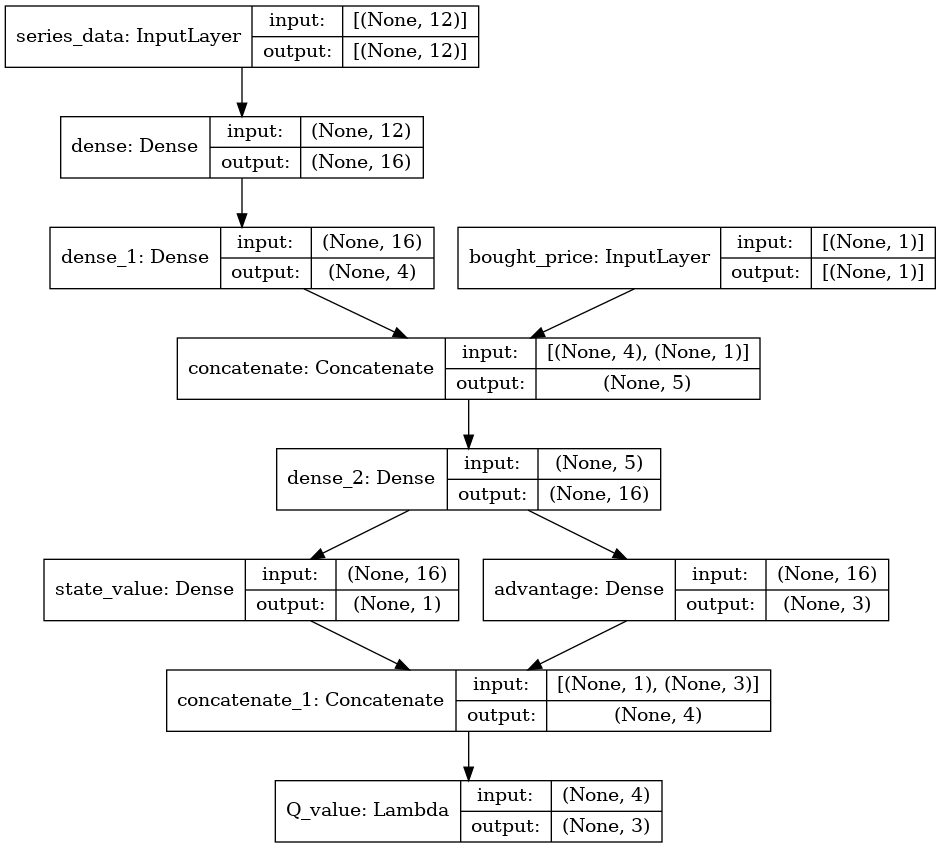 series_data: InputLayer
input:
[(None, 12)]
output:
[(None, 12)]
dense: Dense
input:
(None, 12)
output:
(None, 16)
dense_1: Dense
input:
(None, 16)
output:
(None, 4)
bought_price: InputLayer
input:
[(None, 1)]
output:
[(None, 1)]
concatenate: Concatenate
input:
[(None, 4), (None, 1)]
output:
(None, 5)
dense_2: Dense
input:
(None, 5)
output:
(None, 16)
state_value: Dense
input:
(None, 16)
output:
(None, 1)
advantage: Dense
input:
(None, 16)
output:
(None, 3)
concatenate_1: Concatenate
input:
[(None, 1), (None, 3)]
output:
(None, 4)
Q_value: Lambda
input:
(None, 4)
output:
(None, 3)